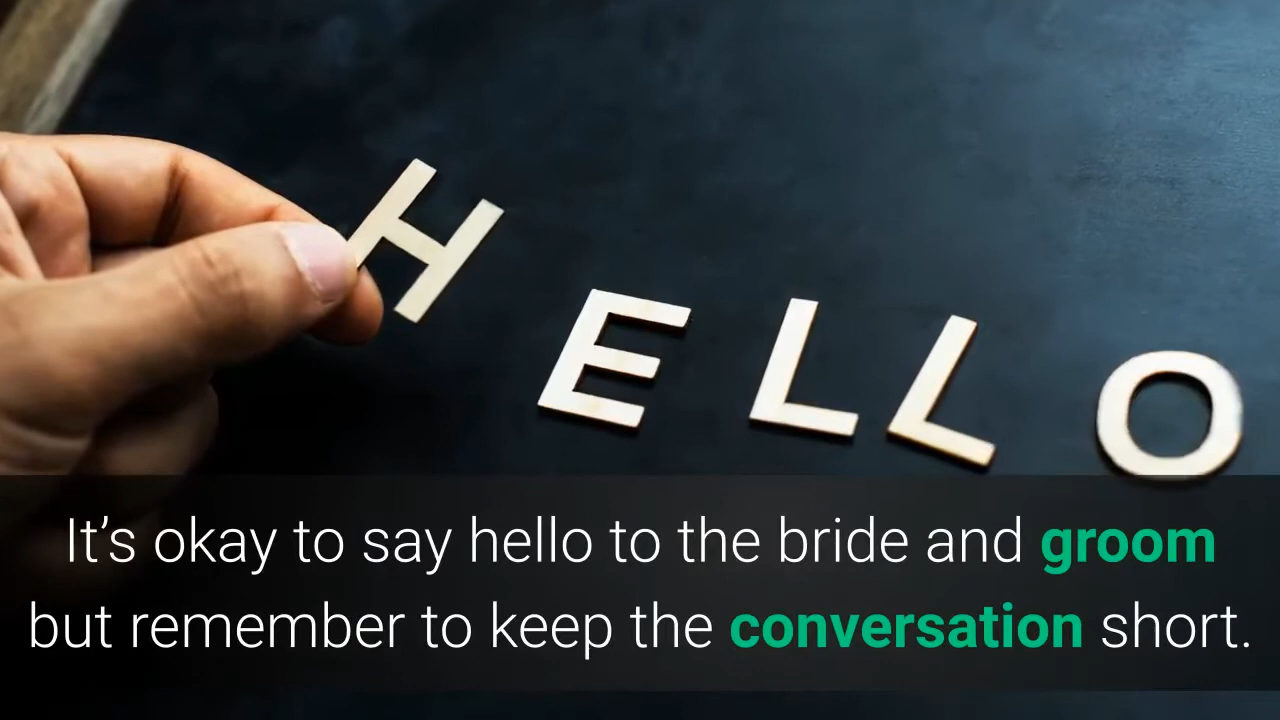 HELLO
It’s okay to say hello to the bride and groom
but remember to keep the conversation short.